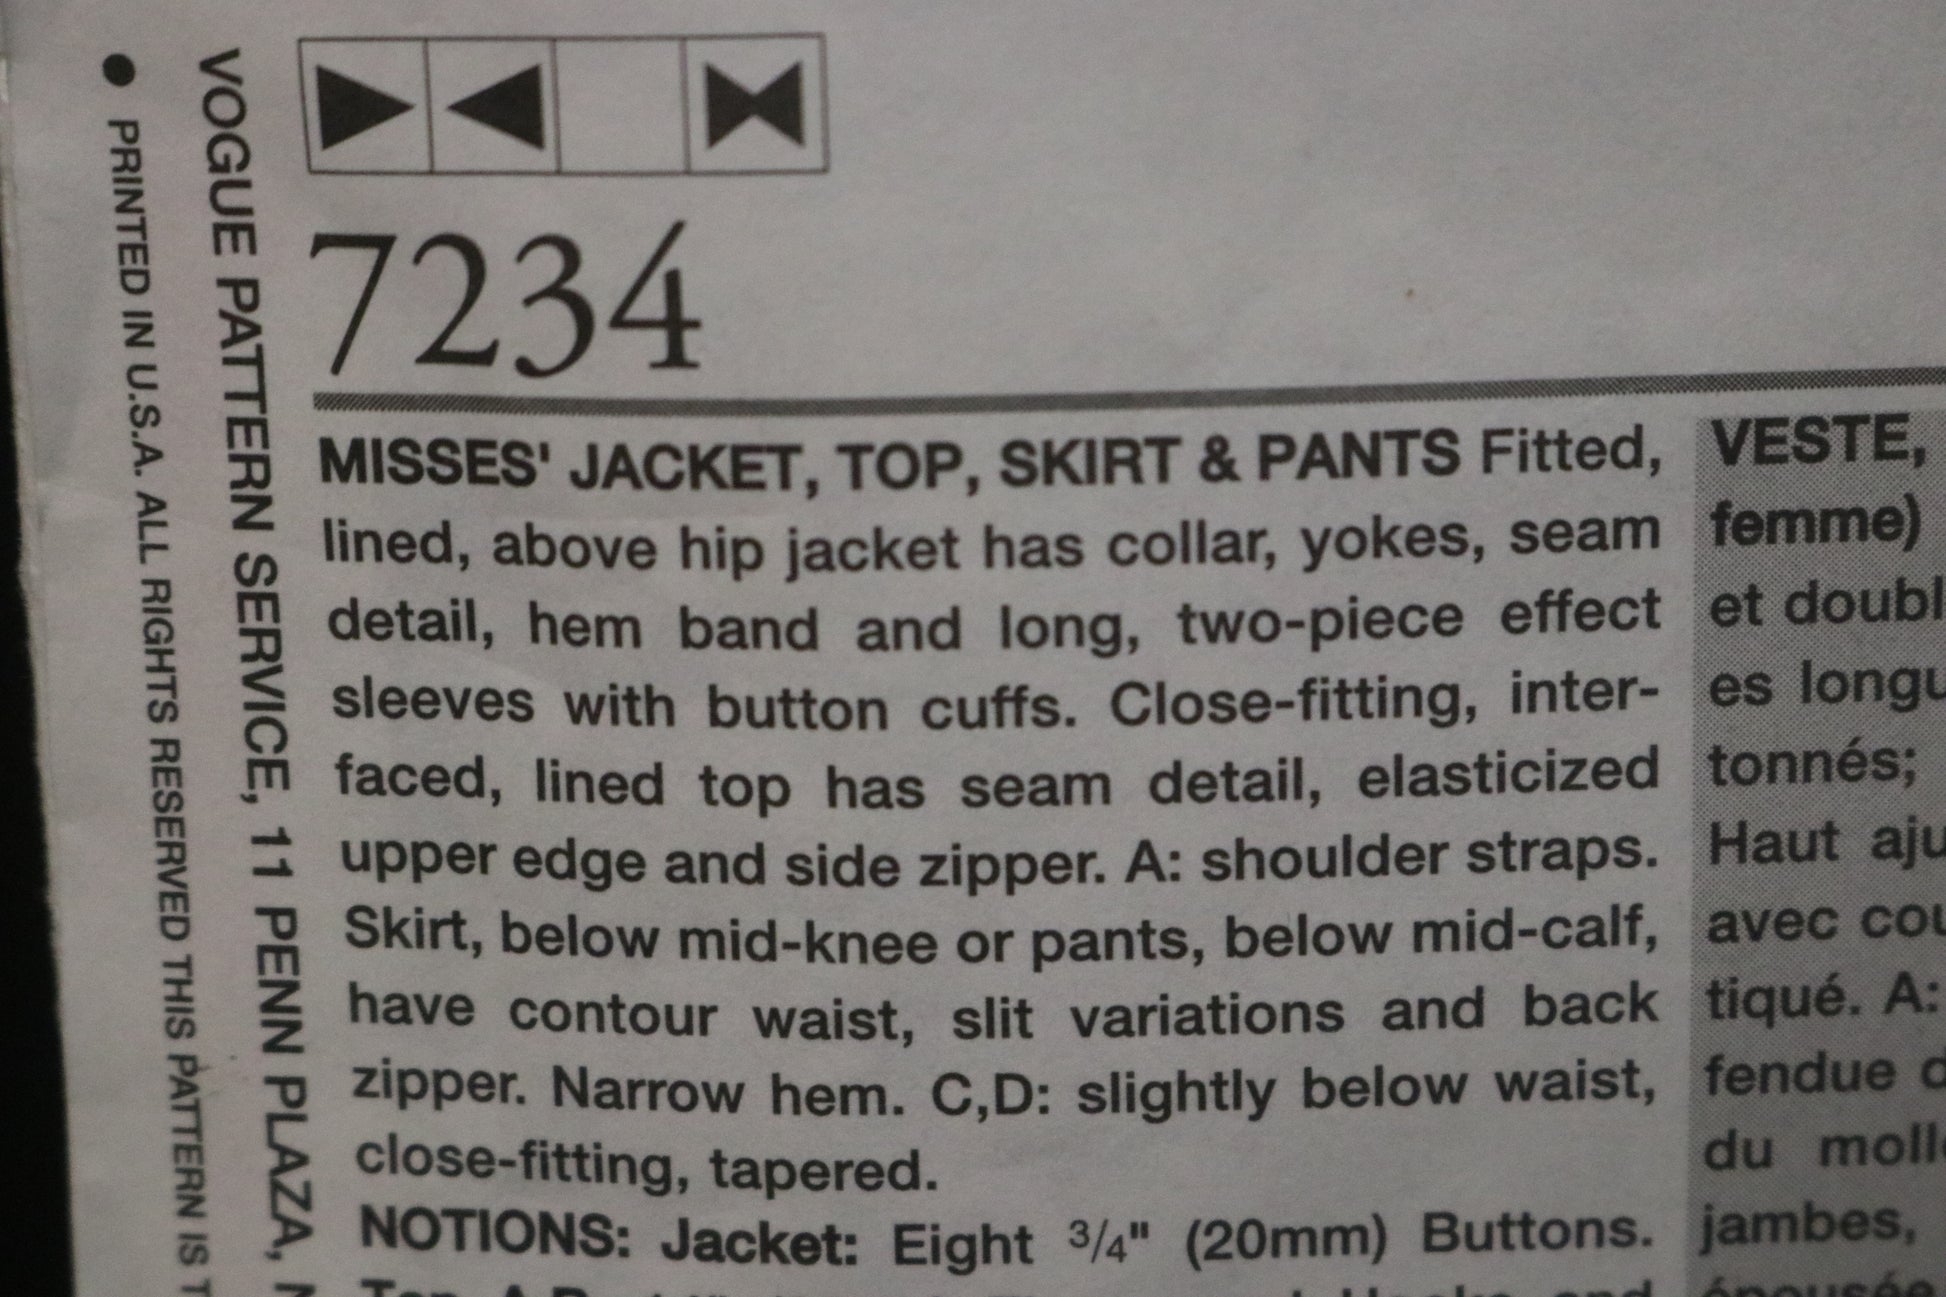 ● PRINTED IN U.S.A. ALL RIGHTS RESERVED THIS PATTERN IS
VOGUE PATTERN SERVICE, 11 PENN PLAZA,
7234
MISSES' JACKET, TOP, SKIRT & PANTS Fitted,
lined, above hip jacket has collar, yokes, seam
detail, hem band and long, two-piece effect
sleeves with button cuffs. Close-fitting, inter-
faced, lined top has seam detail, elasticized
upper edge and side zipper. A: shoulder straps.
Skirt, below mid-knee or pants, below mid-calf,
have contour waist, slit variations and back
zipper. Narrow hem. C,D: slightly below waist,
close-fitting, tapered.
NOTIONS: Jacket: Eight 3/4" (20mm) Buttons.
VESTE,
femme)
et doubl
es longu
tonnés;
Haut aju
avec cou
tiqué. A:
fendue d
du molle
jambes,